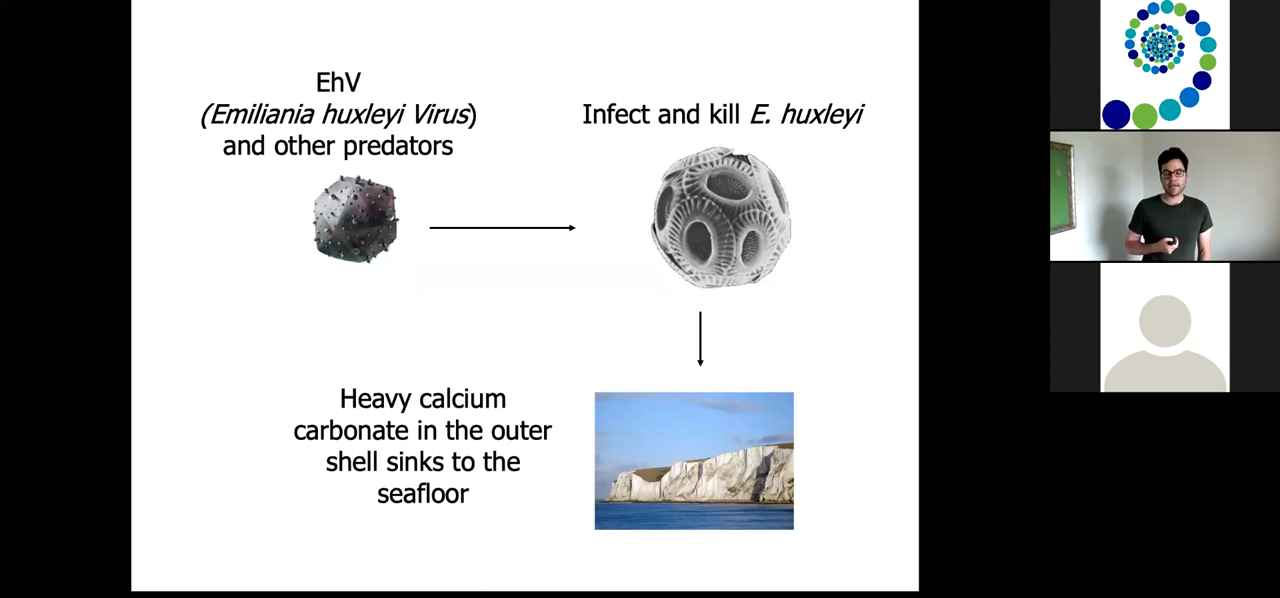 EhV
(Emiliania huxleyi Virus)
and other predators
Infect and kill E. huxleyi
Heavy calcium
carbonate in the outer
shell sinks to the
seafloor